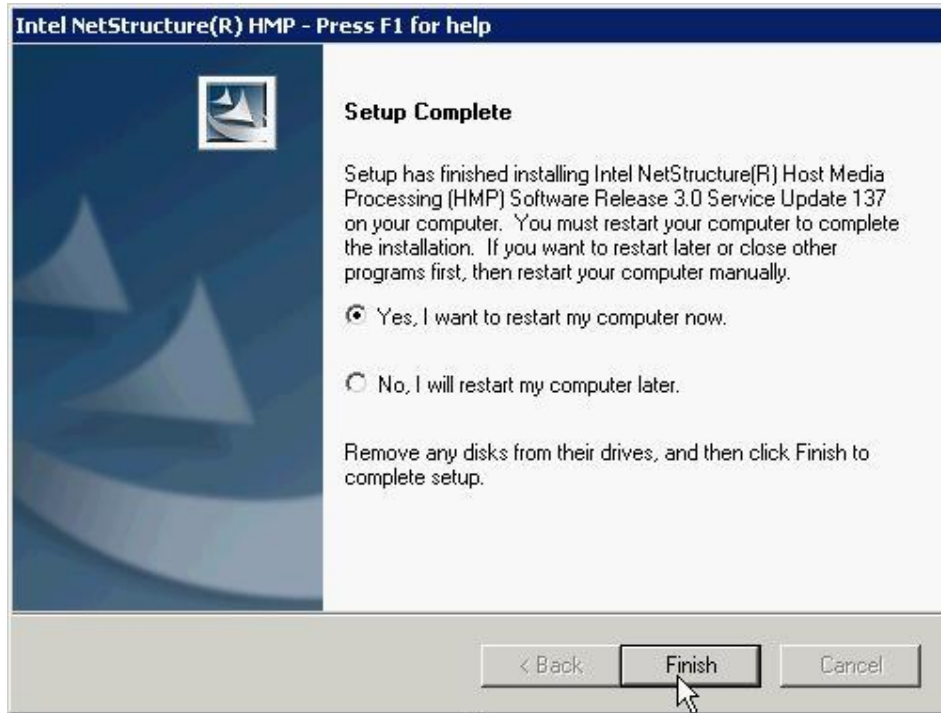 Intel NetStructure(R) HMP - Press F1 for help
Setup Complete
Setup has finished installing Intel NetStructure(R) Host Media
Processing (HMP) Software Release 3.0 Service Update 137
on your computer.  You must restart your computer to complete
the installation.  If you want to restart later or close other
programs first, then restart your computer manually.
Yes, I want to restart my computer now.
No, I will restart my computer later.
Remove any disks from their drives, and then click Finish to
complete setup.
< Back Finish Cancel